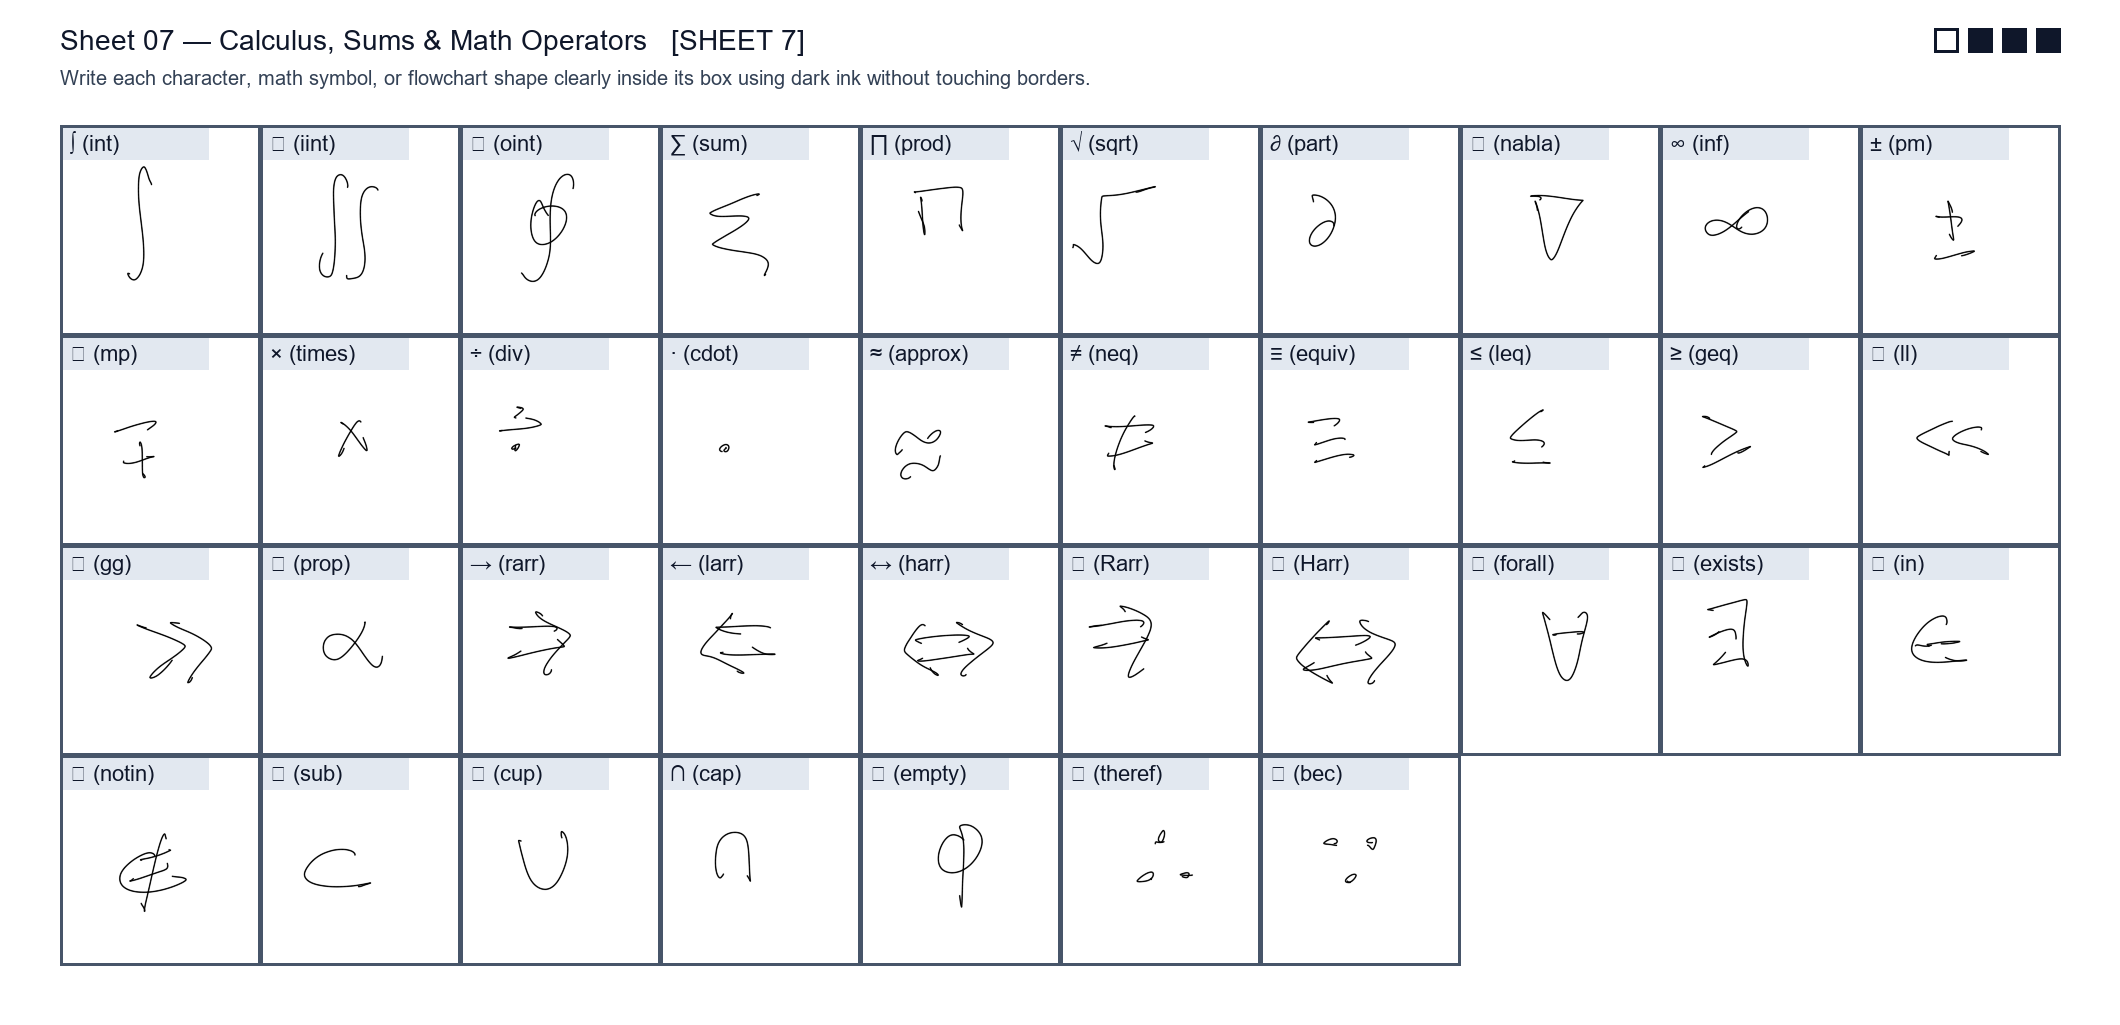 Sheet 07 — Calculus, Sums & Math Operators [SHEET 7]
Write each character, math symbol, or flowchart shape clearly inside its box using dark ink without touching borders.
∫ (int) □ (iint) □ (oint) ∑ (sum) ∏ (prod) √ (sqrt) ∂ (part) □ (nabla) ∞ (inf) ± (pm)
∫ ∬ ∮ ∑ ∏ √ ∂ ∇ ∞ ±
□ (mp) × (times) ÷ (div) · (cdot) ≈ (approx) ≠ (neq) ≡ (equiv) ≤ (leq) ≥ (geq) □ (ll)
∓ × ÷ · ≈ ≠ ≡ ≤ ≥ ≪
□ (gg) □ (prop) → (rarr) ← (larr) ↔ (harr) □ (Rarr) □ (Harr) □ (forall) □ (exists) □ (in)
≫ ∝ ⇒ ⇐ ⇔ ⇒ ⇔ ∀ ∃ ∈
□ (notin) □ (sub) □ (cup) ∩ (cap) □ (empty) □ (theref) □ (bec)
∉ ⊂ ∪ ∩ ∅ ∴ ∵